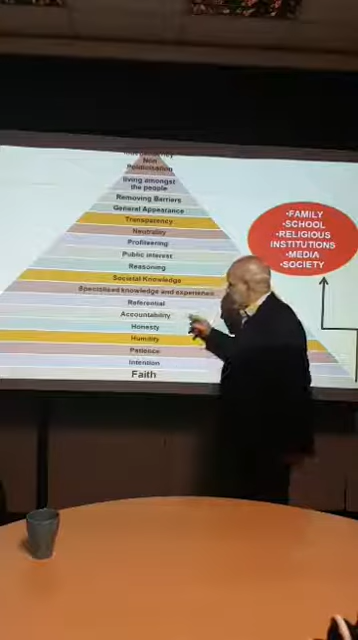 Non
Politicising
living amongst
the people
Removing Barriers
General Appearance
Transparency
Neutrality
Profiteering
Public interest
Reasoning
Societal Knowledge
Specialised knowledge and experience
Referential
Accountability
Honesty
Humility
Patience
Intention
Faith
•FAMILY
•SCHOOL
•RELIGIOUS
INSTITUTIONS
•MEDIA
•SOCIETY